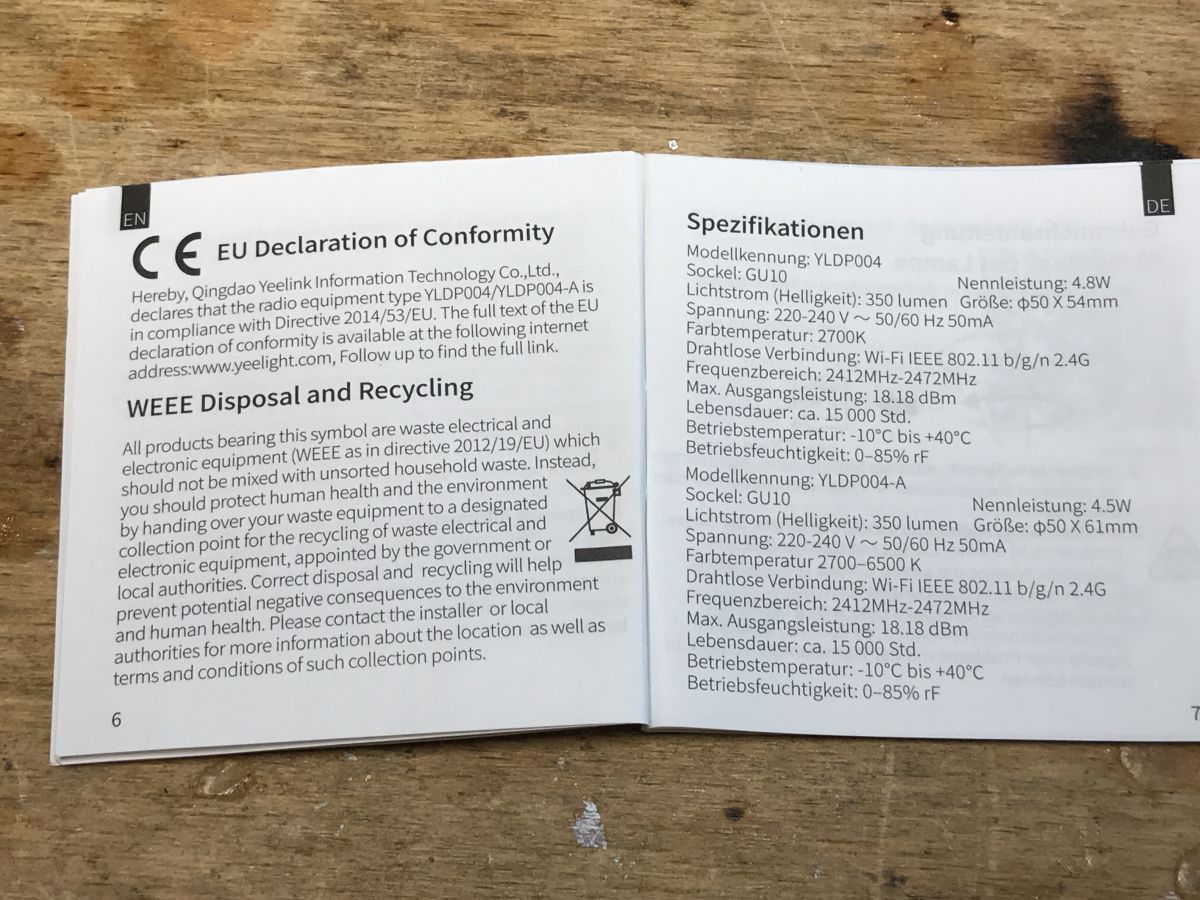 EN
CE EU Declaration of Conformity
Hereby, Qingdao Yeelink Information Technology Co.,Ltd.,
declares that the radio equipment type YLDP004/YLDP004-A is
in compliance with Directive 2014/53/EU. The full text of the EU
declaration of conformity is available at the following internet
address:www.yeelight.com, Follow up to find the full link.
WEEE Disposal and Recycling
All products bearing this symbol are waste electrical and
electronic equipment (WEEE as in directive 2012/19/EU) which
should not be mixed with unsorted household waste. Instead,
you should protect human health and the environment
by handing over your waste equipment to a designated
collection point for the recycling of waste electrical and
electronic equipment, appointed by the government or
local authorities. Correct disposal and recycling will help
prevent potential negative consequences to the environment
and human health. Please contact the installer or local
authorities for more information about the location as well as
terms and conditions of such collection points.
6
DE
Spezifikationen
Modellkennung: YLDP004
Sockel: GU10 Nennleistung: 4.8W
Lichtstrom (Helligkeit): 350 lumen Größe: φ50 X 54mm
Spannung: 220-240 V ～ 50/60 Hz 50mA
Farbtemperatur: 2700K
Drahtlose Verbindung: Wi-Fi IEEE 802.11 b/g/n 2.4G
Frequenzbereich: 2412MHz-2472MHz
Max. Ausgangsleistung: 18.18 dBm
Lebensdauer: ca. 15 000 Std.
Betriebstemperatur: -10°C bis +40°C
Betriebsfeuchtigkeit: 0–85% rF
Modellkennung: YLDP004-A
Sockel: GU10 Nennleistung: 4.5W
Lichtstrom (Helligkeit): 350 lumen Größe: φ50 X 61mm
Spannung: 220-240 V ～ 50/60 Hz 50mA
Farbtemperatur 2700–6500 K
Drahtlose Verbindung: Wi-Fi IEEE 802.11 b/g/n 2.4G
Frequenzbereich: 2412MHz-2472MHz
Max. Ausgangsleistung: 18.18 dBm
Lebensdauer: ca. 15 000 Std.
Betriebstemperatur: -10°C bis +40°C
Betriebsfeuchtigkeit: 0–85% rF
7